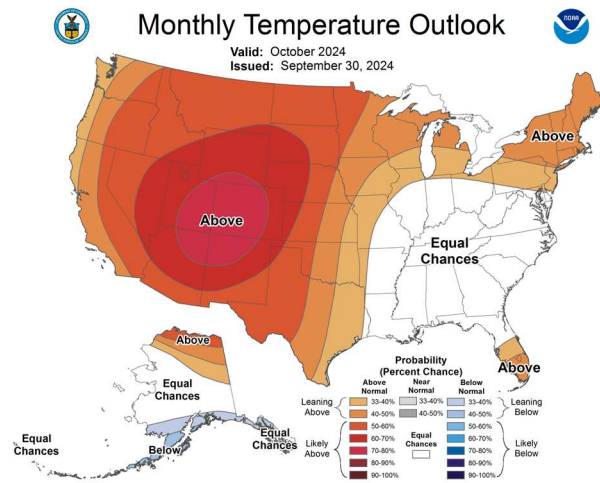 Monthly Temperature Outlook
Valid: October 2024
Issued: September 30, 2024
NOAA
Above
Above
Equal
Chances
Above
Above
Equal
Chances
Below
Equal
Chances
Equal
Chances
Probability
(Percent Chance)
Above
Normal
Near
Normal
Below
Normal
Leaning
Above
33-40%
33-40%
33-40%
Leaning
Below
40-50%
40-50%
40-50%
Likely
Above
50-60%
50-60%
Likely
Below
60-70%
Equal
Chances
60-70%
70-80%
70-80%
80-90%
80-90%
90-100%
90-100%